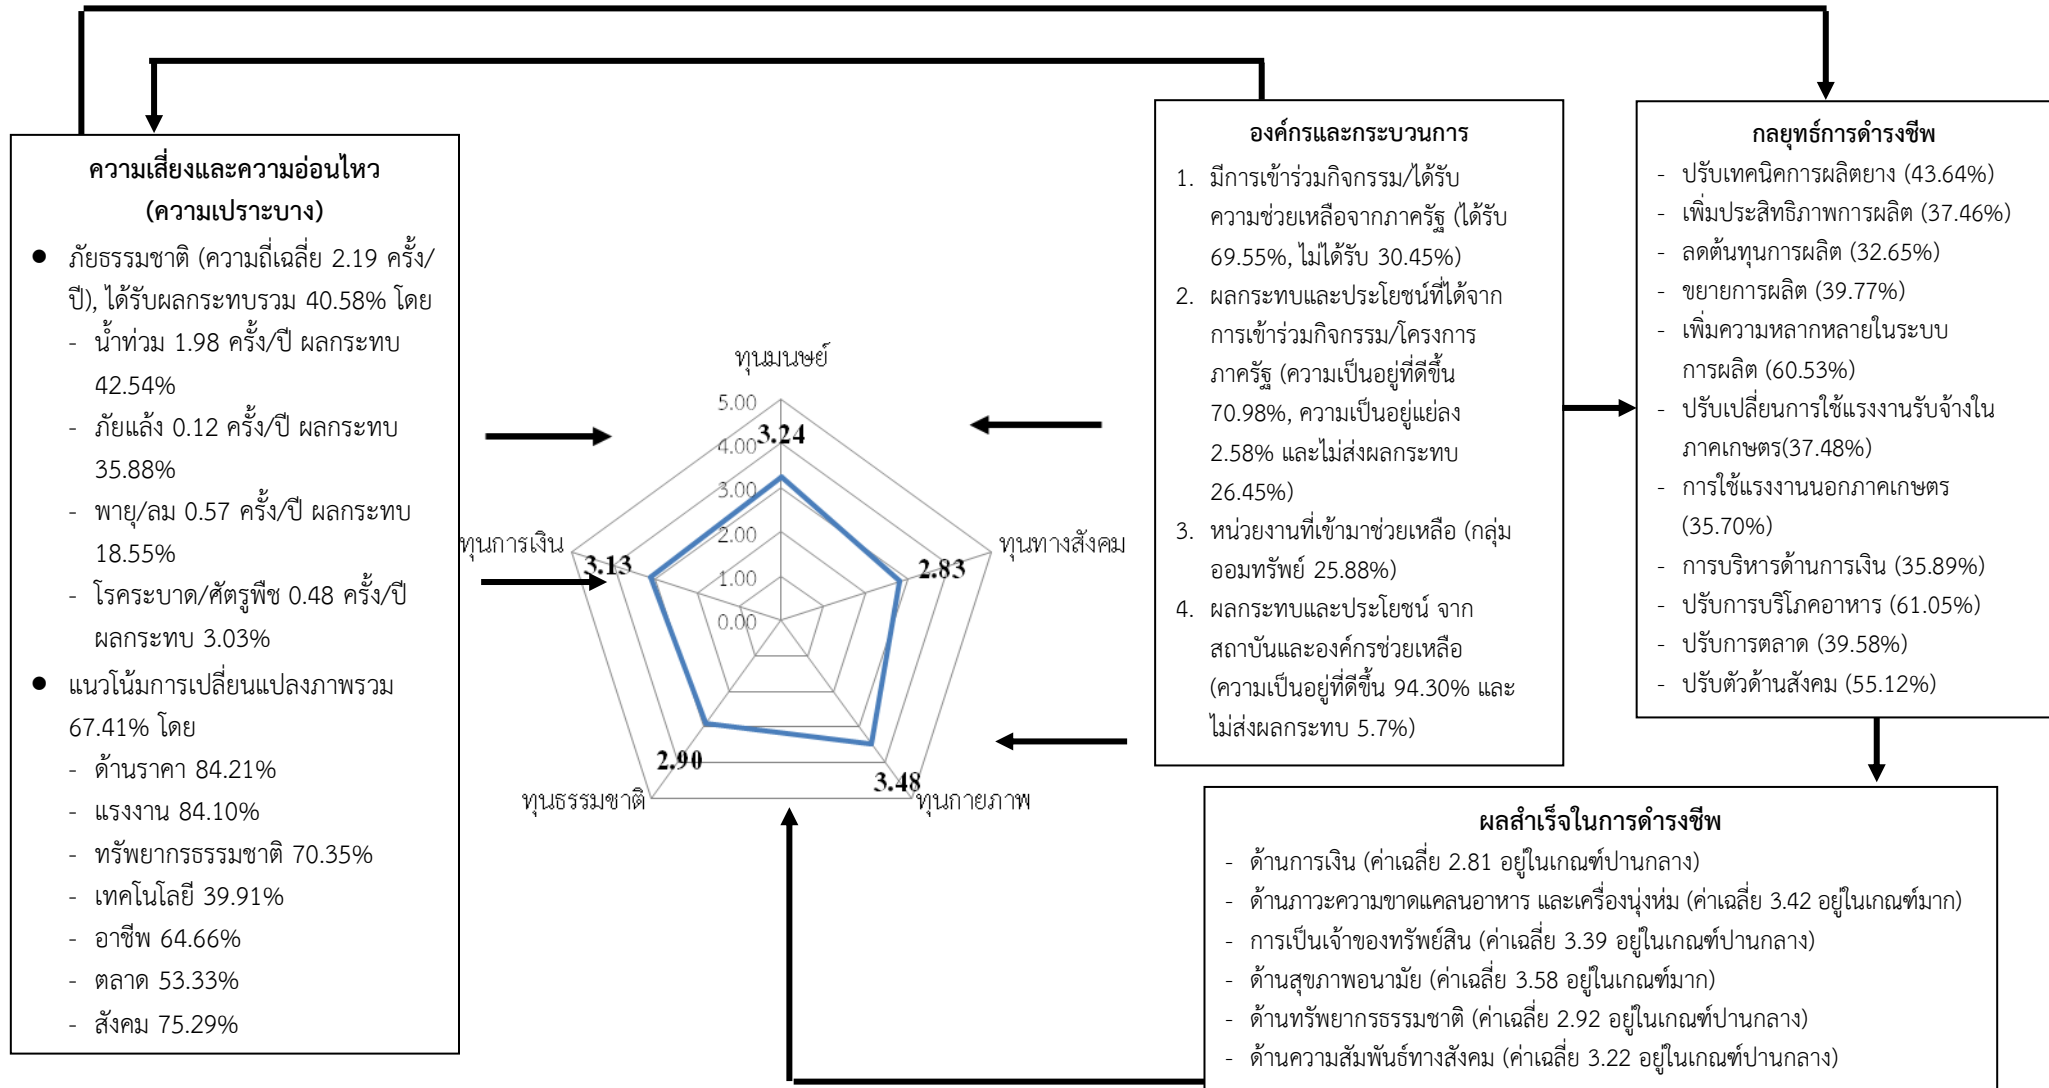 ความเสี่ยงและความอ่อนไหว
(ความเปราะบาง)
● ภัยธรรมชาติ (ความถี่เฉลี่ย 2.19 ครั้ง/
ปี), ได้รับผลกระทบรวม 40.58% โดย
- น้ำท่วม 1.98 ครั้ง/ปี ผลกระทบ
42.54%
- ภัยแล้ง 0.12 ครั้ง/ปี ผลกระทบ
35.88%
- พายุ/ลม 0.57 ครั้ง/ปี ผลกระทบ
18.55%
- โรคระบาด/ศัตรูพืช 0.48 ครั้ง/ปี
ผลกระทบ 3.03%
● แนวโน้มการเปลี่ยนแปลงภาพรวม
67.41% โดย
- ด้านราคา 84.21%
- แรงงาน 84.10%
- ทรัพยากรธรรมชาติ 70.35%
- เทคโนโลยี 39.91%
- อาชีพ 64.66%
- ตลาด 53.33%
- สังคม 75.29%
ทุนมนษย์
5.00
4.00
3.24
3.00
2.00
1.00
0.00
ทุนการเงิน
3.13
ทุนทางสังคม
2.83
ทุนธรรมชาติ
2.90
ทุนกายภาพ
3.48
องค์กรและกระบวนการ
1. มีการเข้าร่วมกิจกรรม/ได้รับ
ความช่วยเหลือจากภาครัฐ (ได้รับ
69.55%, ไม่ได้รับ 30.45%)
2. ผลกระทบและประโยชน์ที่ได้จาก
การเข้าร่วมกิจกรรม/โครงการ
ภาครัฐ (ความเป็นอยู่ที่ดีขึ้น
70.98%, ความเป็นอยู่แย่ลง
2.58% และไม่ส่งผลกระทบ
26.45%)
3. หน่วยงานที่เข้ามาช่วยเหลือ (กลุ่ม
ออมทรัพย์ 25.88%)
4. ผลกระทบและประโยชน์ จาก
สถาบันและองค์กรช่วยเหลือ
(ความเป็นอยู่ที่ดีขึ้น 94.30% และ
ไม่ส่งผลกระทบ 5.7%)
กลยุทธ์การดำรงชีพ
- ปรับเทคนิคการผลิตยาง (43.64%)
- เพิ่มประสิทธิภาพการผลิต (37.46%)
- ลดต้นทุนการผลิต (32.65%)
- ขยายการผลิต (39.77%)
- เพิ่มความหลากหลายในระบบ
การผลิต (60.53%)
- ปรับเปลี่ยนการใช้แรงงานรับจ้างใน
ภาคเกษตร(37.48%)
- การใช้แรงงานนอกภาคเกษตร
(35.70%)
- การบริหารด้านการเงิน (35.89%)
- ปรับการบริโภคอาหาร (61.05%)
- ปรับการตลาด (39.58%)
- ปรับตัวด้านสังคม (55.12%)
ผลสำเร็จในการดำรงชีพ
- ด้านการเงิน (ค่าเฉลี่ย 2.81 อยู่ในเกณฑ์ปานกลาง)
- ด้านภาวะความขาดแคลนอาหาร และเครื่องนุ่งห่ม (ค่าเฉลี่ย 3.42 อยู่ในเกณฑ์มาก)
- การเป็นเจ้าของทรัพย์สิน (ค่าเฉลี่ย 3.39 อยู่ในเกณฑ์ปานกลาง)
- ด้านสุขภาพอนามัย (ค่าเฉลี่ย 3.58 อยู่ในเกณฑ์มาก)
- ด้านทรัพยากรธรรมชาติ (ค่าเฉลี่ย 2.92 อยู่ในเกณฑ์ปานกลาง)
- ด้านความสัมพันธ์ทางสังคม (ค่าเฉลี่ย 3.22 อยู่ในเกณฑ์ปานกลาง)